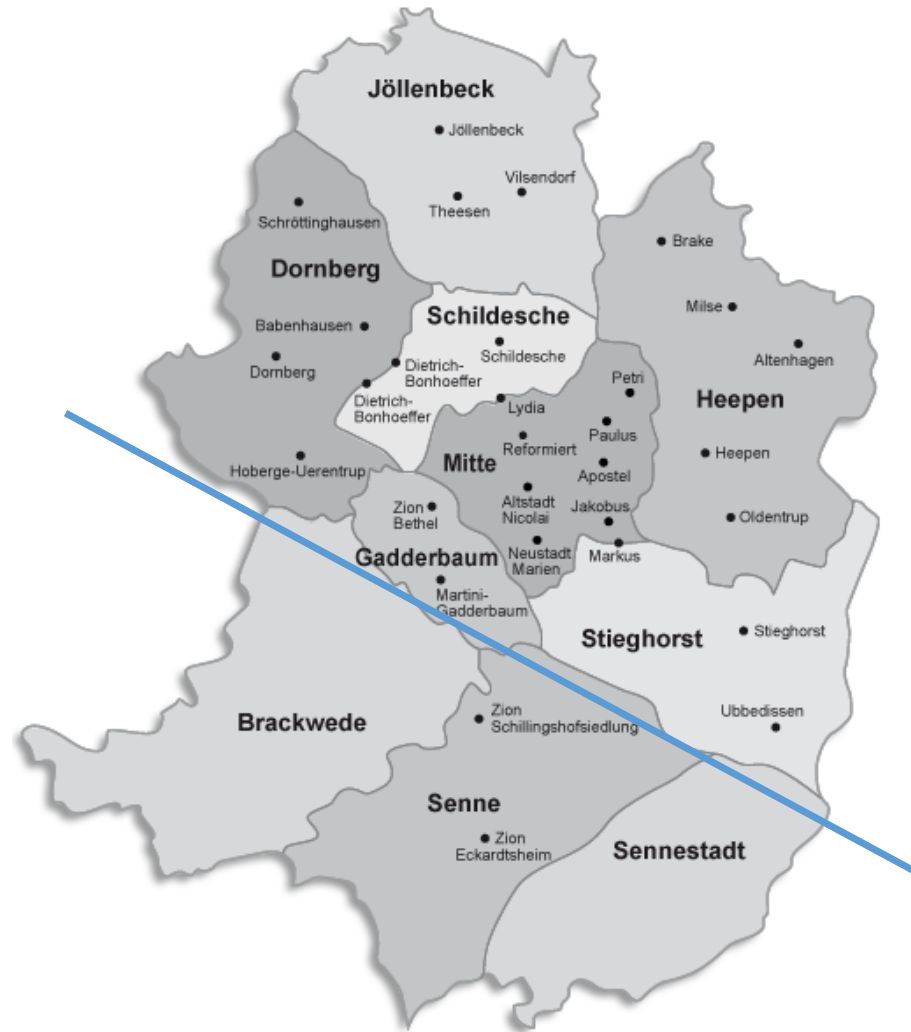 Jöllenbeck
Jöllenbeck
Vilsendorf
Theesen
Schröttinghausen
Dornberg
Babenhausen
Dornberg
Hoberge-Uerentrup
Schildesche
Schildesche
Dietrich-
Bonhoeffer
Dietrich-
Bonhoeffer
Brake
Milse
Altenhagen
Heepen
Heepen
Oldentrup
Petri
Lydia
Paulus
Reformiert
Mitte
Apostel
Altstadt
Nicolai
Jakobus
Neustadt
Marien
Markus
Zion
Bethel
Gadderbaum
Martini-
Gadderbaum
Stieghorst
Stieghorst
Ubbedissen
Brackwede
Zion
Schillingshofsiedlung
Senne
Zion
Eckardtsheim
Sennestadt